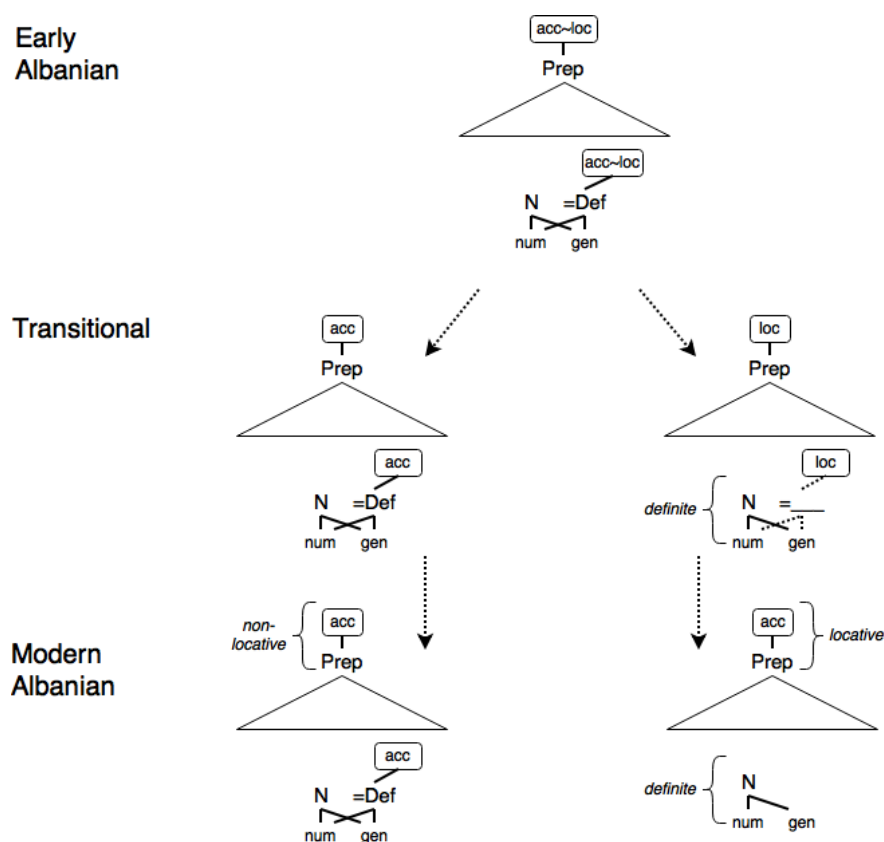 Early
Albanian
acc~loc
Prep
acc~loc
N =Def
num gen
Transitional
acc
Prep
acc
N =Def
num gen
loc
Prep
loc
definite
N =___
num gen
Modern
Albanian
non-
locative
acc
Prep
acc
N =Def
num gen
acc
Prep
locative
definite
N
num gen